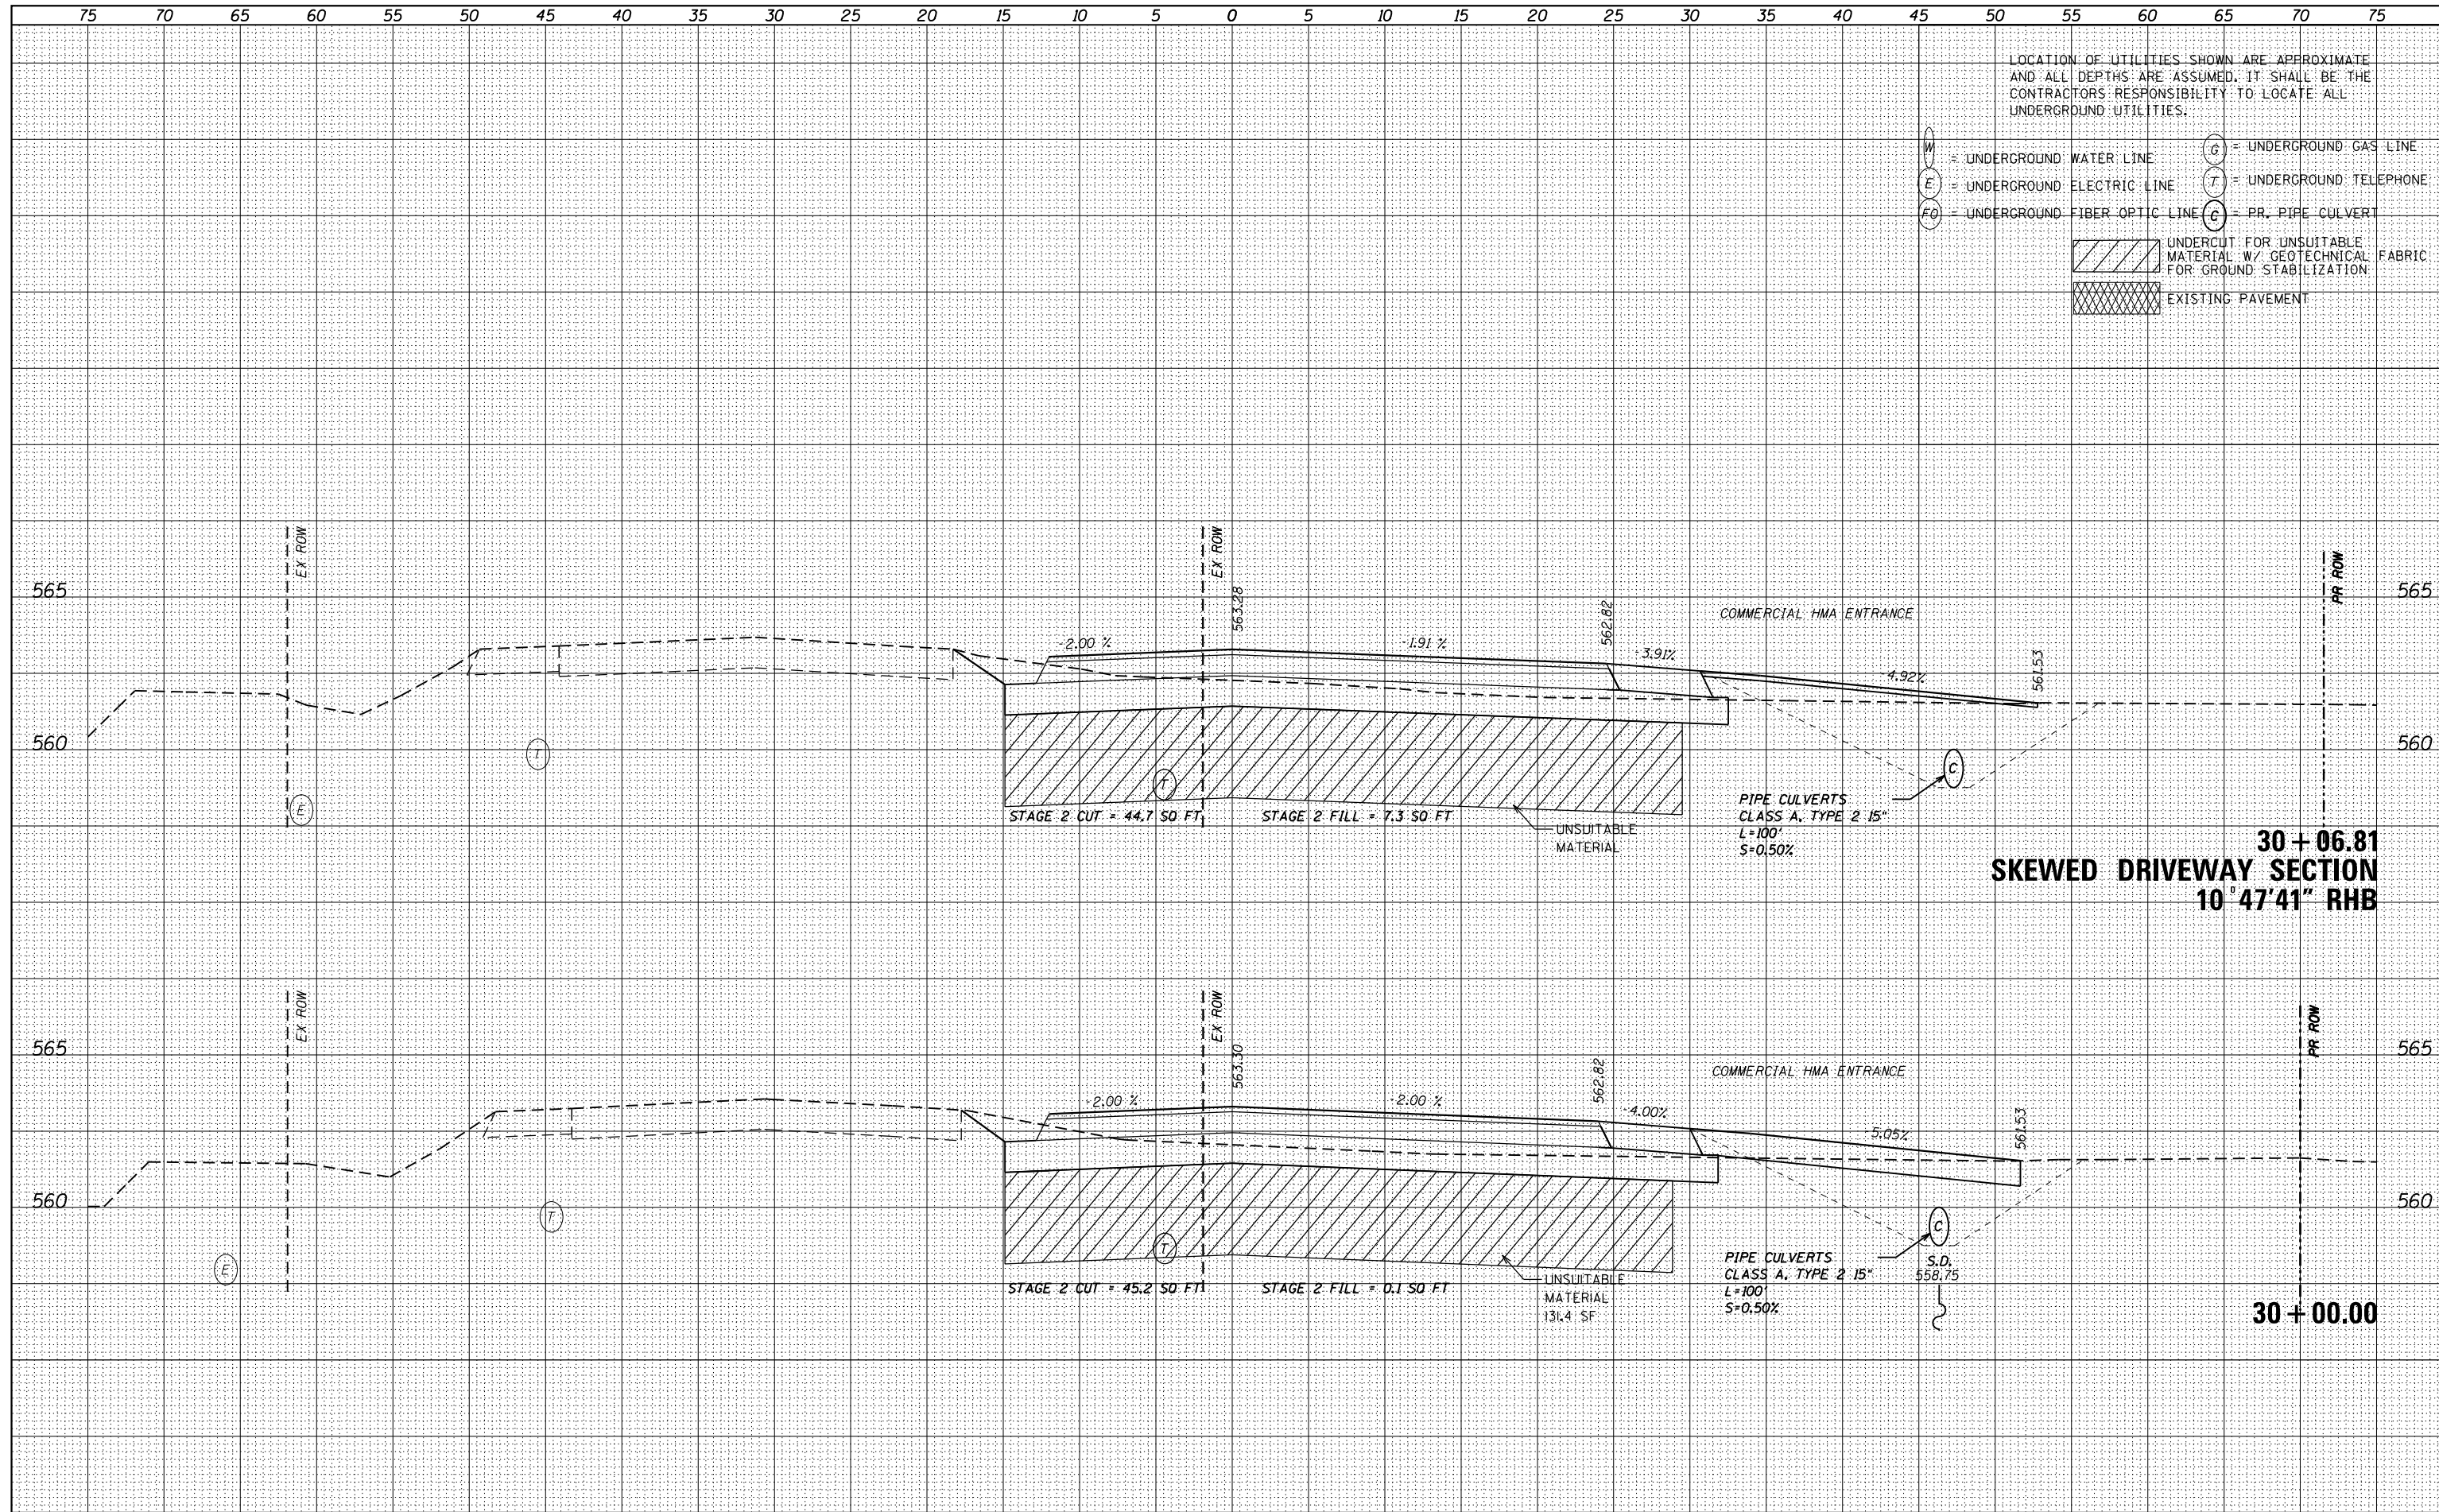 75 70 65 60 55 50 45 40 35 30 25 20 15 10 5 0 5 10 15 20 25 30 35 40 45 50 55 60 65 70 75
LOCATION OF UTILITIES SHOWN ARE APPROXIMATE
AND ALL DEPTHS ARE ASSUMED. IT SHALL BE THE
CONTRACTORS RESPONSIBILITY TO LOCATE ALL
UNDERGROUND UTILITIES.
W = UNDERGROUND WATER LINE
G = UNDERGROUND GAS LINE
E = UNDERGROUND ELECTRIC LINE
T = UNDERGROUND TELEPHONE
FO = UNDERGROUND FIBER OPTIC LINE
C = PR. PIPE CULVERT
UNDERCUT FOR UNSUITABLE
MATERIAL W/ GEOTECHNICAL FABRIC
FOR GROUND STABILIZATION
EXISTING PAVEMENT
EX ROW
EX ROW
PR ROW
565
565
563.28
562.82
COMMERCIAL HMA ENTRANCE
-2.00 %
-1.91 %
-3.91%
-4.92%
561.53
560
560
T
E
T
C
STAGE 2 CUT = 44.7 SQ FT
STAGE 2 FILL = 7.3 SQ FT
UNSUITABLE
MATERIAL
PIPE CULVERTS
CLASS A, TYPE 2 15"
L=100'
S=0.50%
30+06.81
SKEWED DRIVEWAY SECTION
10°47'41" RHB
EX ROW
EX ROW
PR ROW
565
565
563.30
562.82
COMMERCIAL HMA ENTRANCE
-2.00 %
-2.00 %
-4.00%
-5.05%
561.53
560
560
T
E
T
C
STAGE 2 CUT = 45.2 SQ FT
STAGE 2 FILL = 0.1 SQ FT
UNSUITABLE
MATERIAL
131.4 SF
PIPE CULVERTS
CLASS A, TYPE 2 15"
L=100'
S=0.50%
S.D.
558.75
30+00.00